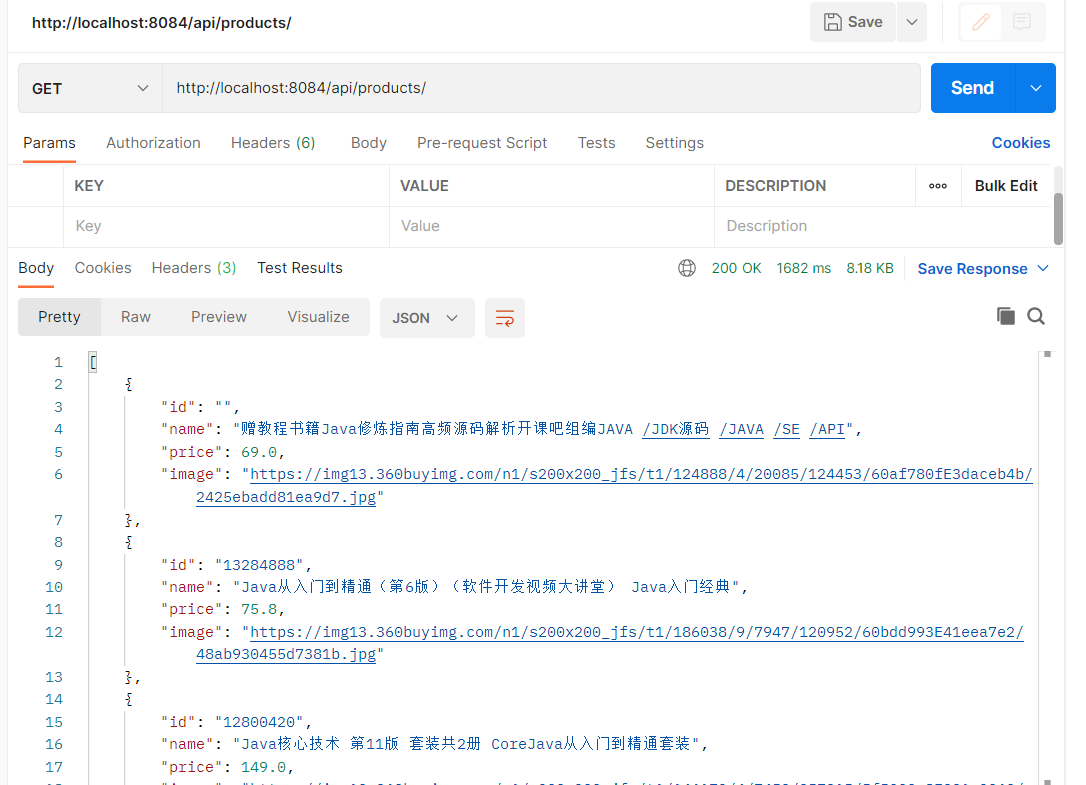 http://localhost:8084/api/products/
Save
GET
http://localhost:8084/api/products/
Send
Params Authorization Headers (6) Body Pre-request Script Tests Settings Cookies
KEY VALUE DESCRIPTION ooo Bulk Edit
Key Value Description
Body Cookies Headers (3) Test Results 200 OK 1682 ms 8.18 KB Save Response
Pretty Raw Preview Visualize JSON
1 [
2 {
3 "id": "",
4 "name": "赠教程书籍Java修炼指南高频源码解析开课吧组编JAVA /JDK源码 /JAVA /SE /API",
5 "price": 69.0,
6 "image": "https://img13.360buyimg.com/n1/s200x200_jfs/t1/124888/4/20085/124453/60af780fE3daceb4b/
2425ebadd81ea9d7.jpg"
7 },
8 {
9 "id": "13284888",
10 "name": "Java从入门到精通（第6版）（软件开发视频大讲堂） Java入门经典",
11 "price": 75.8,
12 "image": "https://img13.360buyimg.com/n1/s200x200_jfs/t1/186038/9/7947/120952/60bdd993E41eea7e2/
48ab930455d7381b.jpg"
13 },
14 {
15 "id": "12800420",
16 "name": "Java核心技术 第11版 套装共2册 CoreJava从入门到精通套装",
17 "price": 149.0,